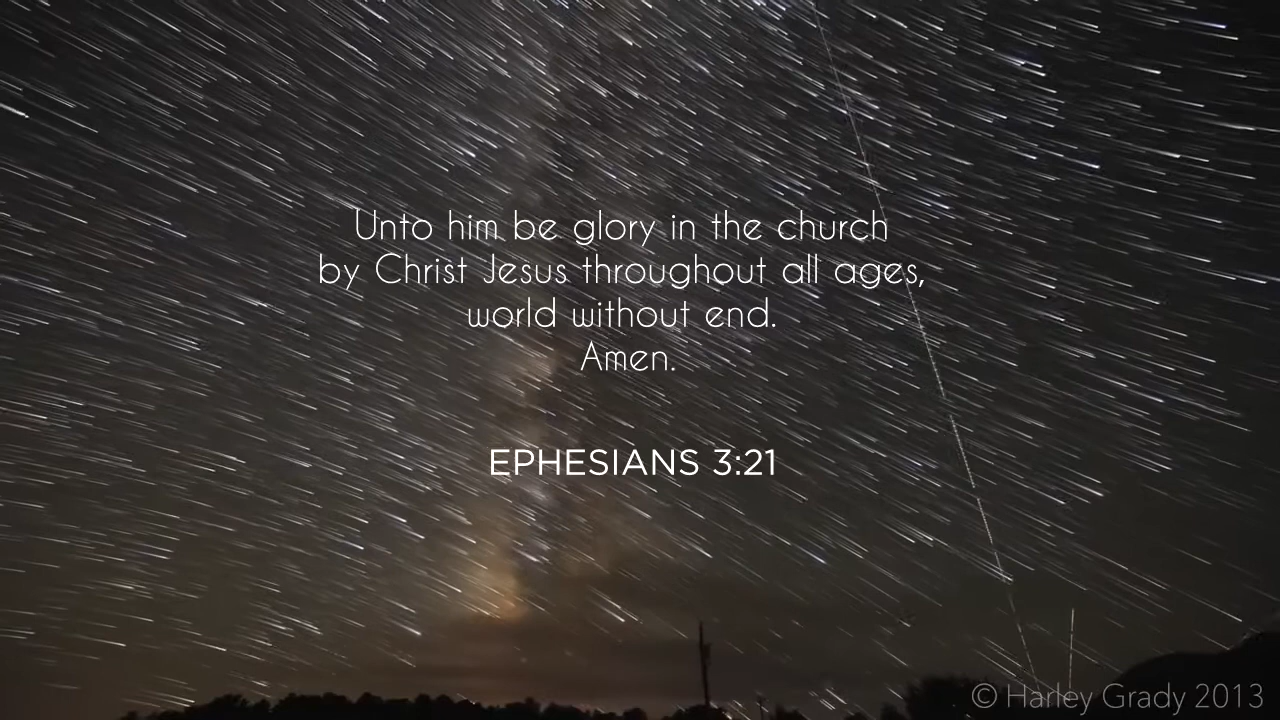 Unto him be glory in the church
by Christ Jesus throughout all ages,
world without end.
Amen.
EPHESIANS 3:21
© Harley Grady 2013